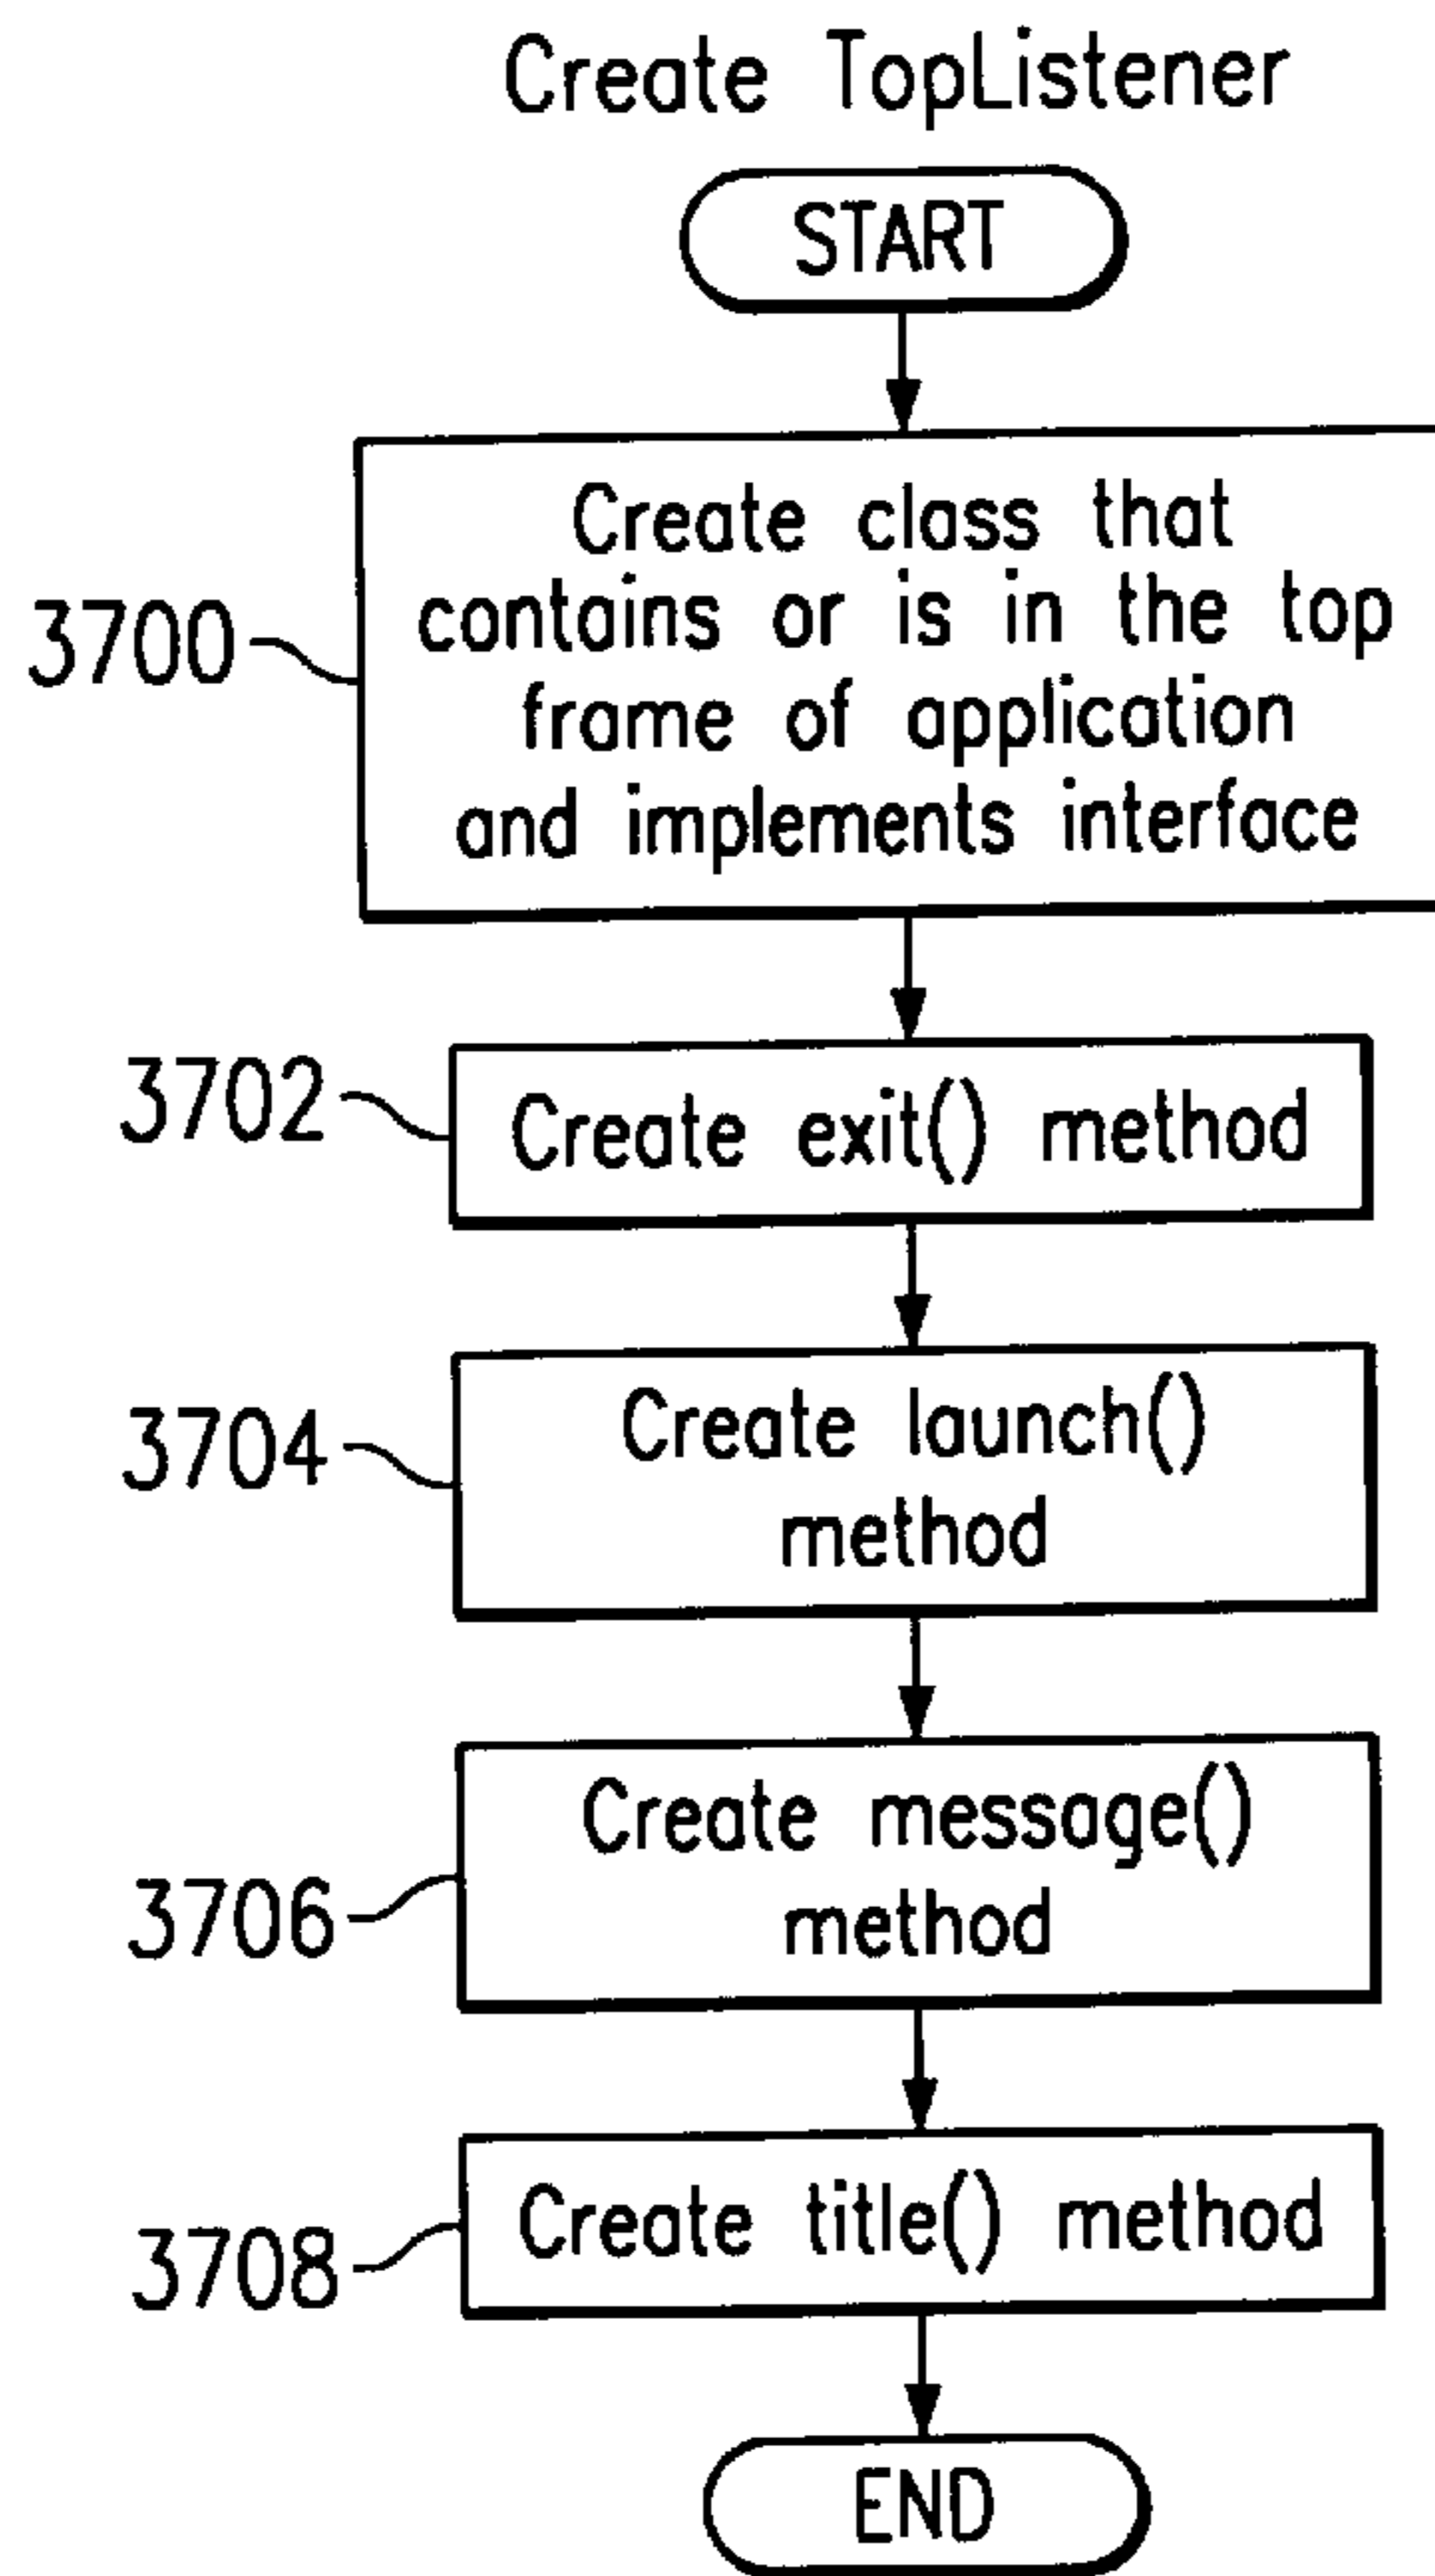 Create TopListener
START
3700
Create class that
contains or is in the top
frame of application
and implements interface
3702
Create exit() method
3704
Create launch()
method
3706
Create message()
method
3708
Create title() method
END